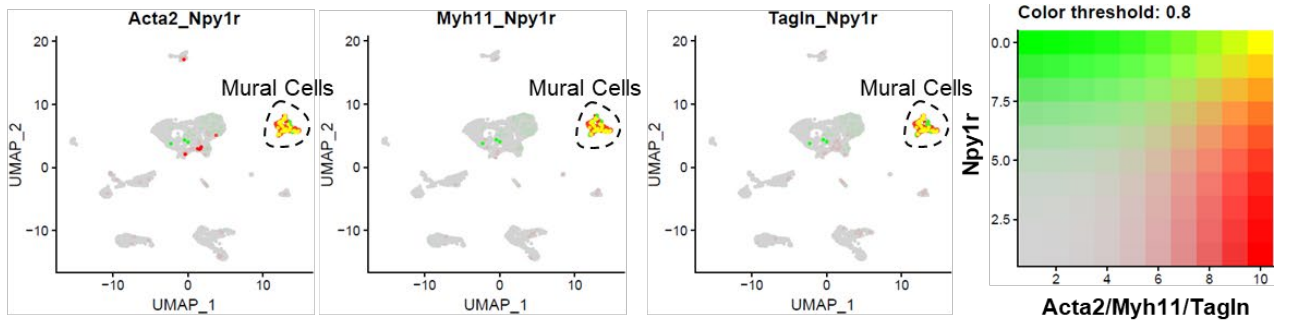 Acta2_Npy1r
20
10
0
−10
−10
0
10
UMAP_2
UMAP_1
Mural Cells
Myh11_Npy1r
20
10
0
−10
−10
0
10
UMAP_2
UMAP_1
Mural Cells
Tagln_Npy1r
20
10
0
−10
−10
0
10
UMAP_2
UMAP_1
Mural Cells
Color threshold: 0.8
0.0
7.5
5.0
2.5
Npy1r
2
4
6
8
10
Acta2/Myh11/Tagln